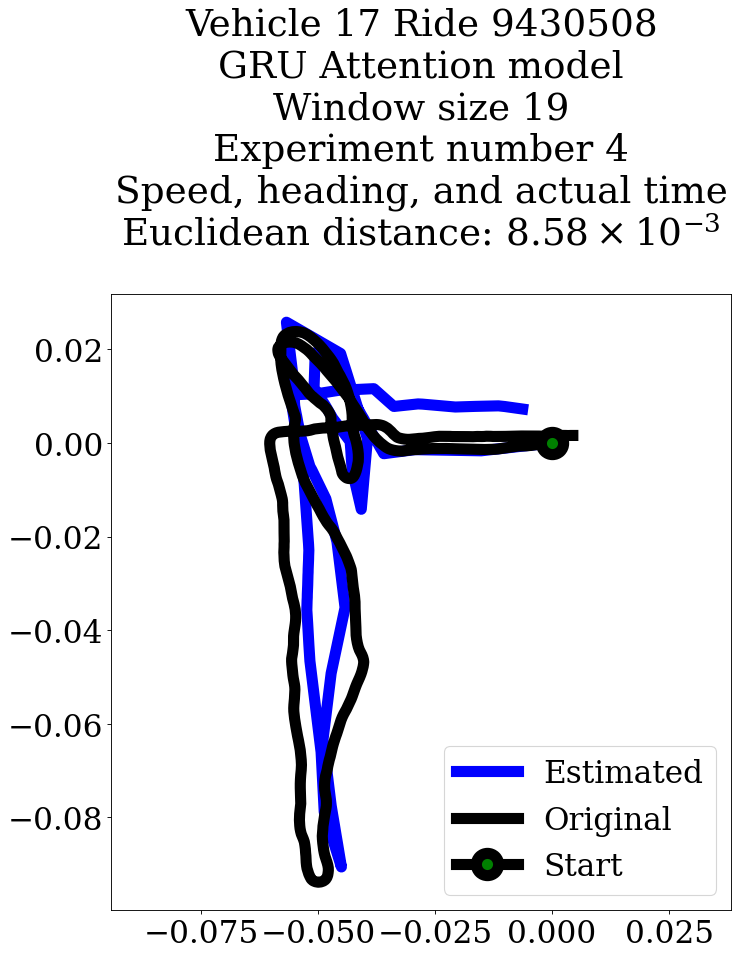 Vehicle 17 Ride 9430508
GRU Attention model
Window size 19
Experiment number 4
Speed, heading, and actual time
Euclidean distance: 8.58 × 10⁻³
0.02
0.00
−0.02
−0.04
−0.06
−0.08
−0.075
−0.050
−0.025
0.000
0.025
Estimated
Original
Start